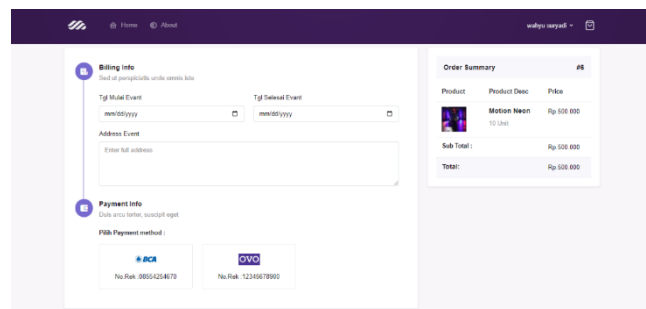 Home About wahyu suryadi
Billing Info
Sed ut perspiciatis unde omnis iste
Tgl Mulai Event Tgl Selesai Event
mm/dd/yyyy mm/dd/yyyy
Address Event
Enter full address
Payment Info
Duis arcu tortor, suscipit eget
Pilih Payment method :
BCA OVO
No.Rek :08554254678 No.Rek :12345678900
Order Summary #6
Product Product Desc Price
Motion Neon Rp.500.000
10 Unit
Sub Total : Rp.500.000
Total: Rp.500.000